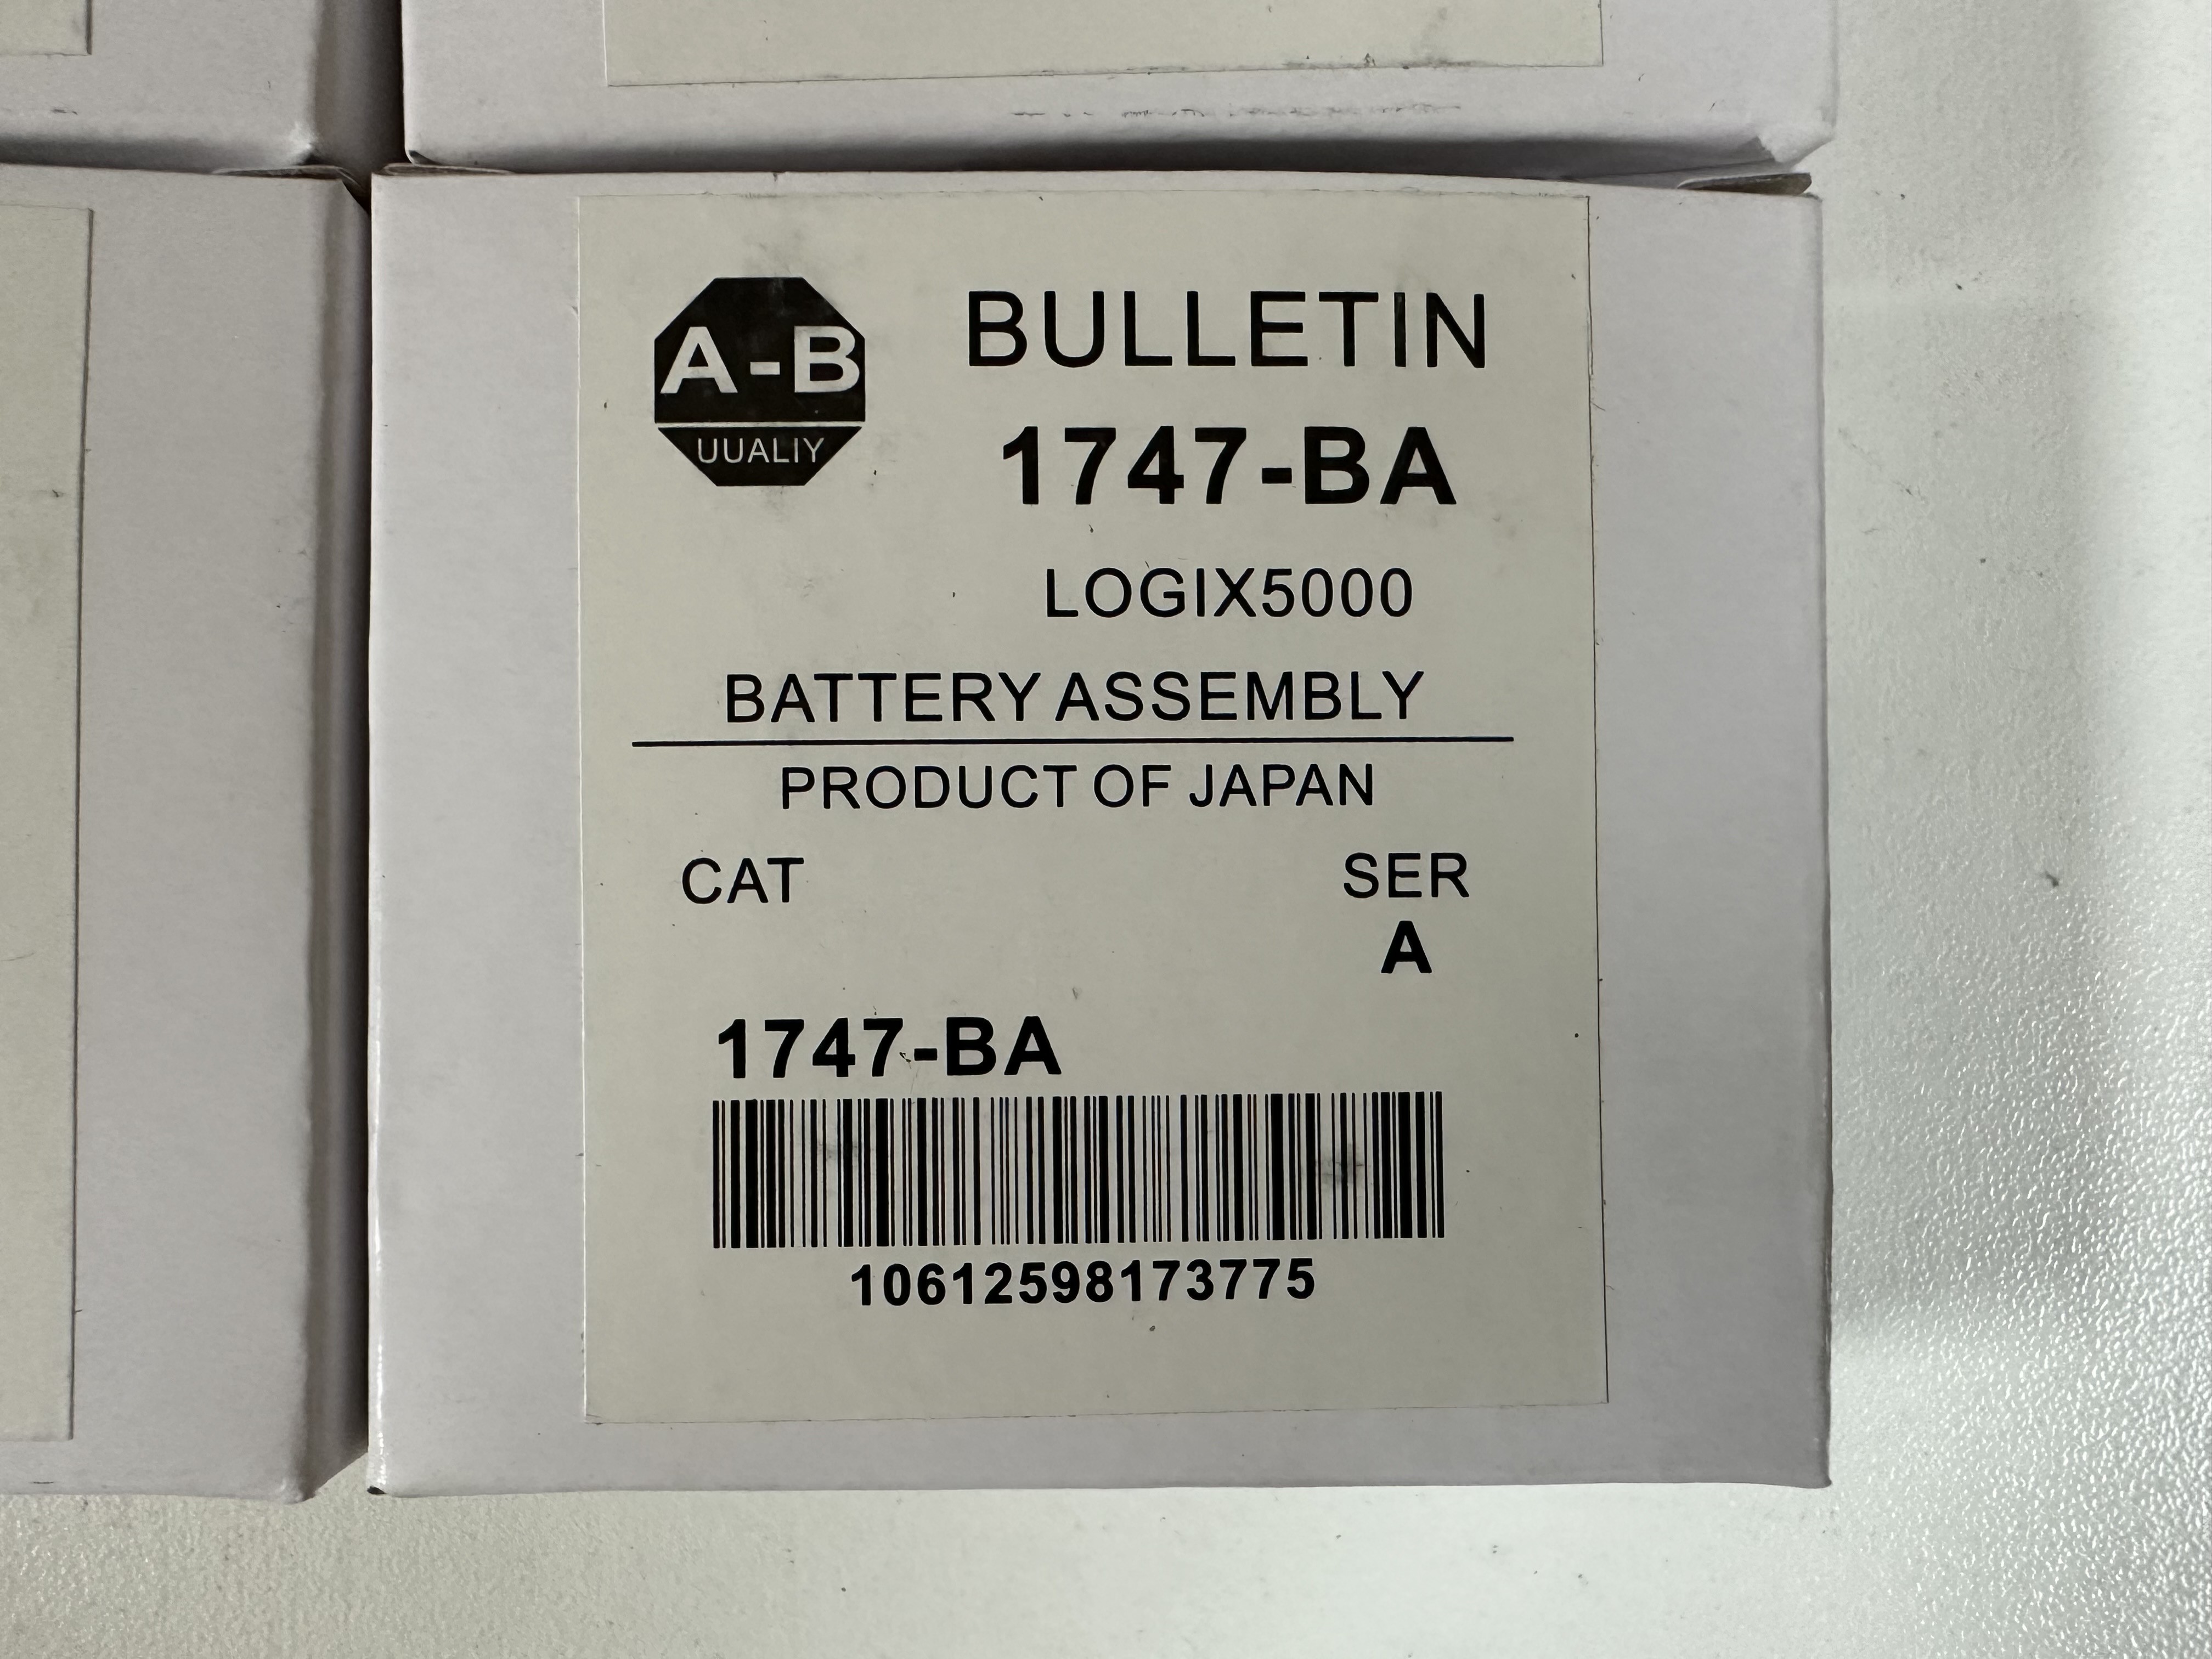 A-B
UUALIY
BULLETIN
1747-BA
LOGIX5000
BATTERY ASSEMBLY
PRODUCT OF JAPAN
CAT
SER
A
1747-BA
10612598173775